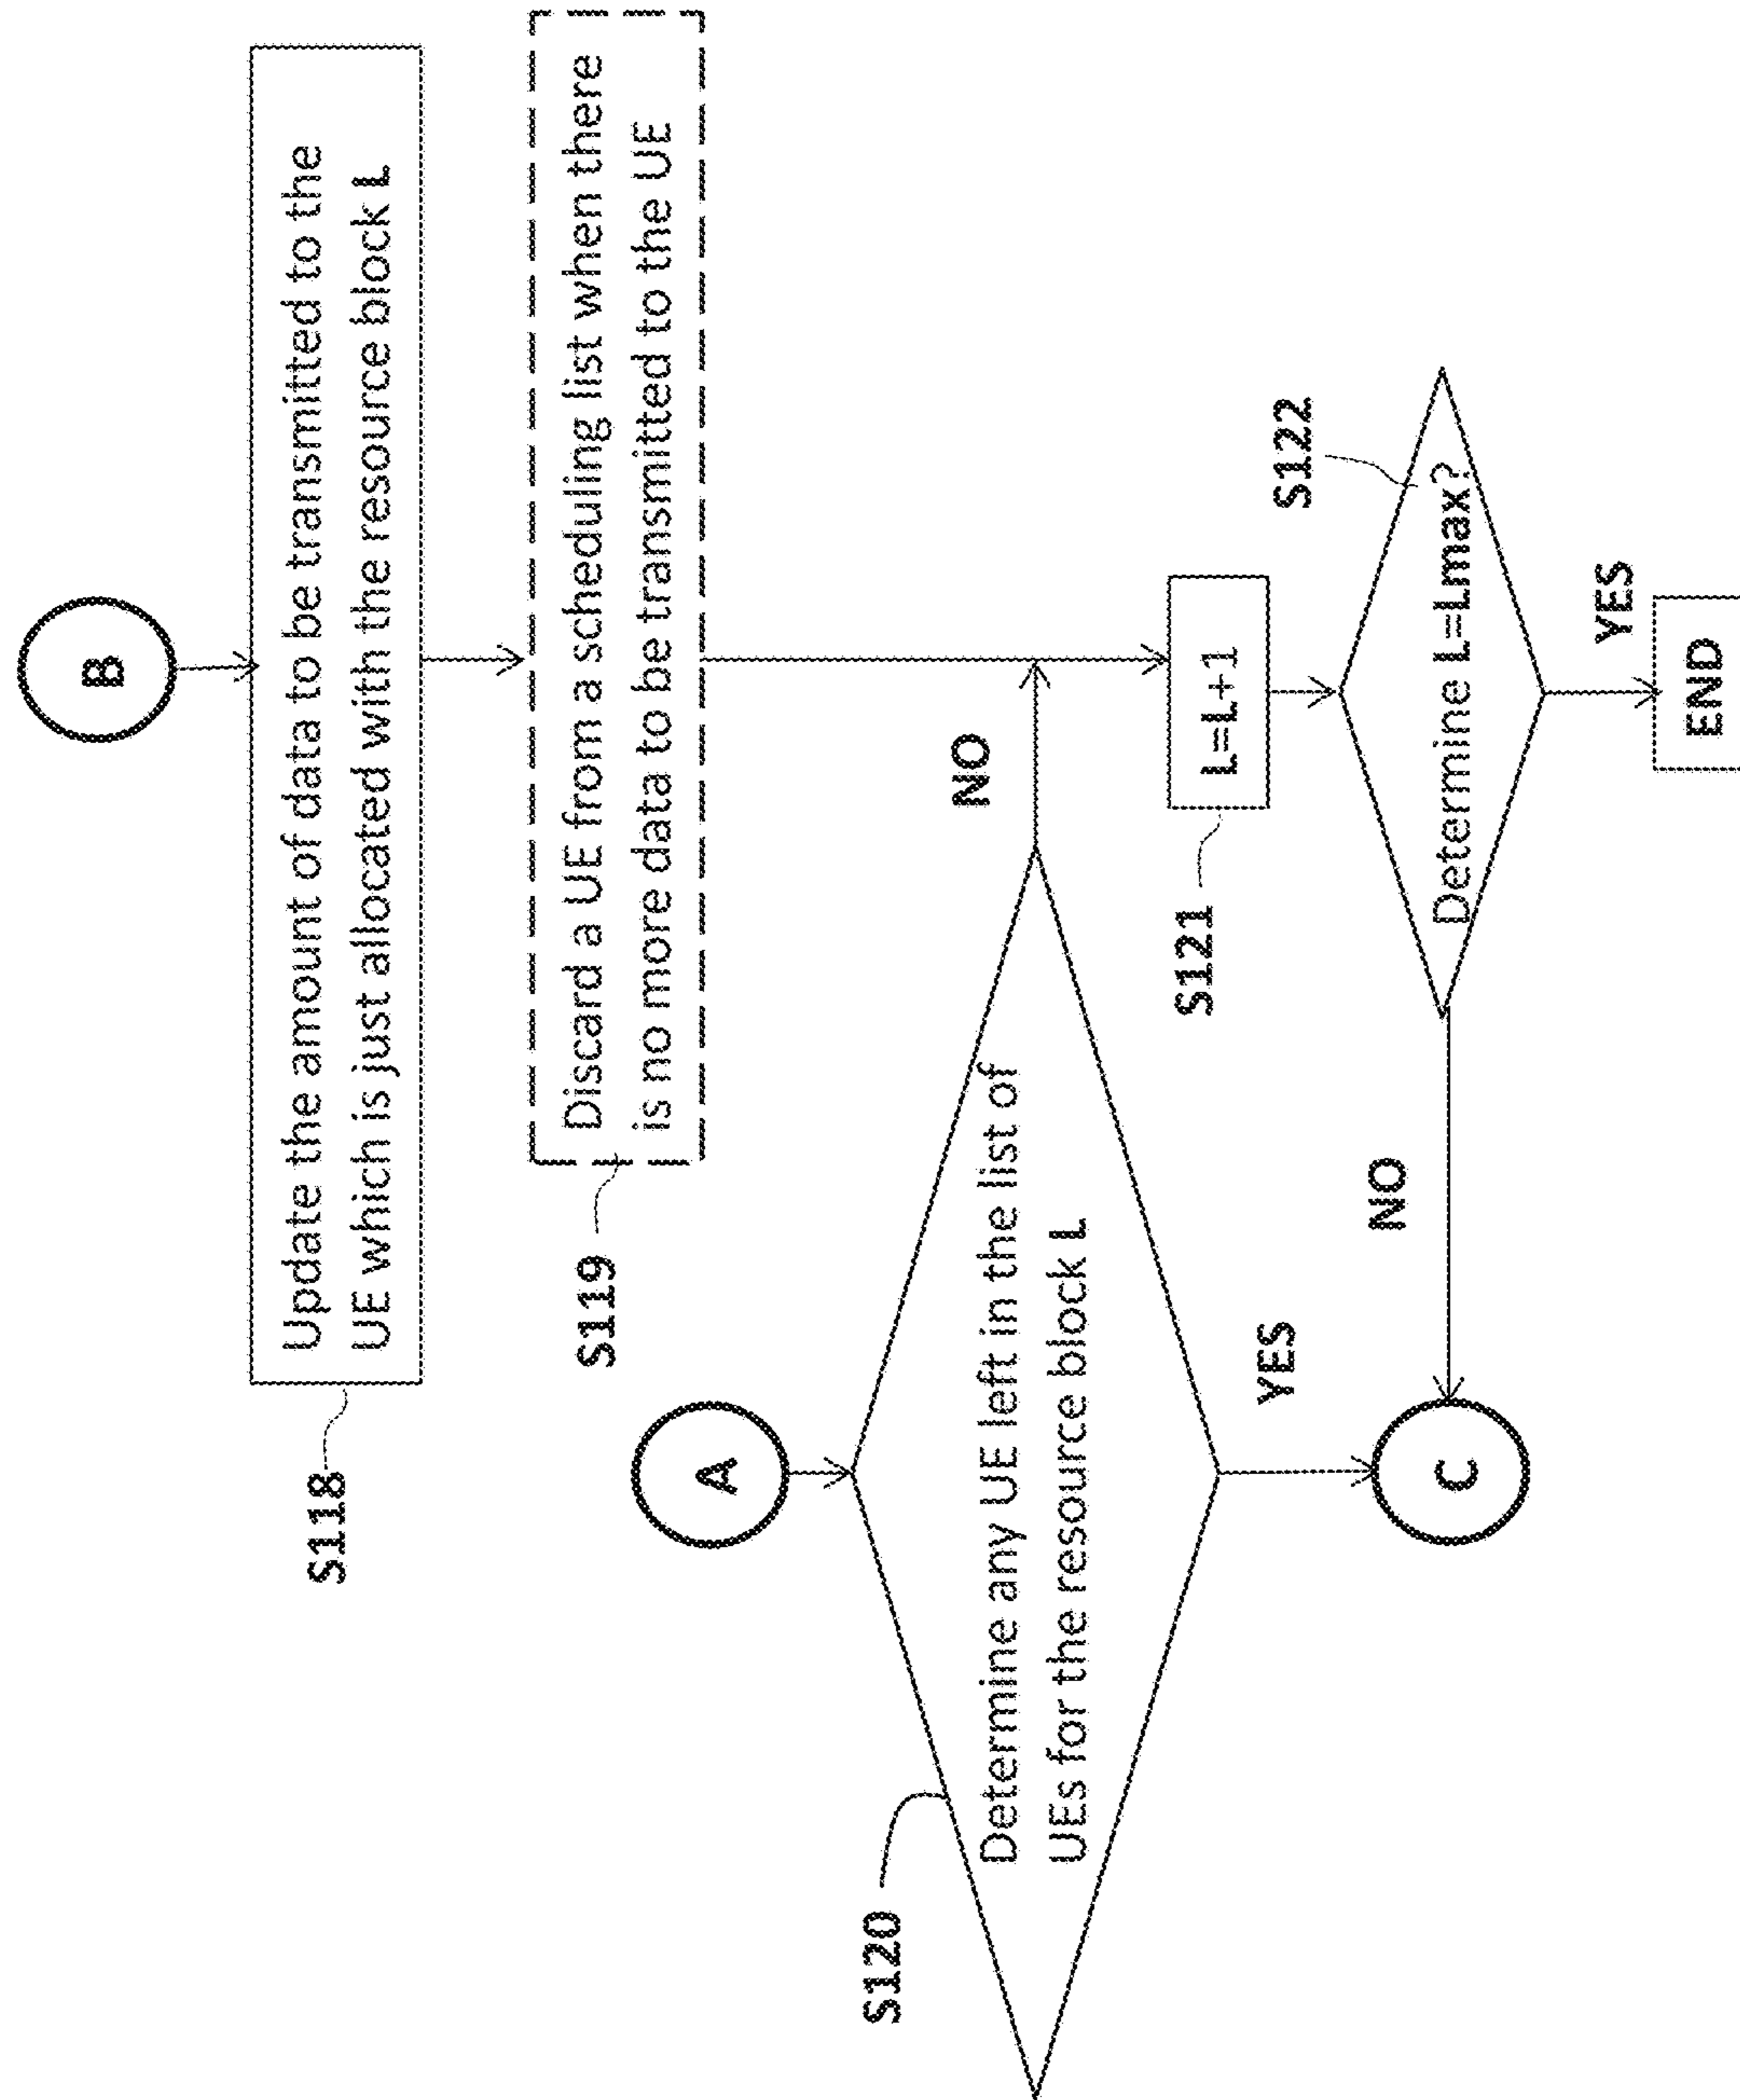 B
Update the amount of data to be transmitted to the
UE which is just allocated with the resource block L
S118
Discard a UE from a scheduling list when there
is no more data to be transmitted to the UE
S119
A
S120
Determine any UE left in the list of
UEs for the resource block L
NO
YES
S121
L=L+1
S122
Determine L=Lmax?
NO
YES
C
END